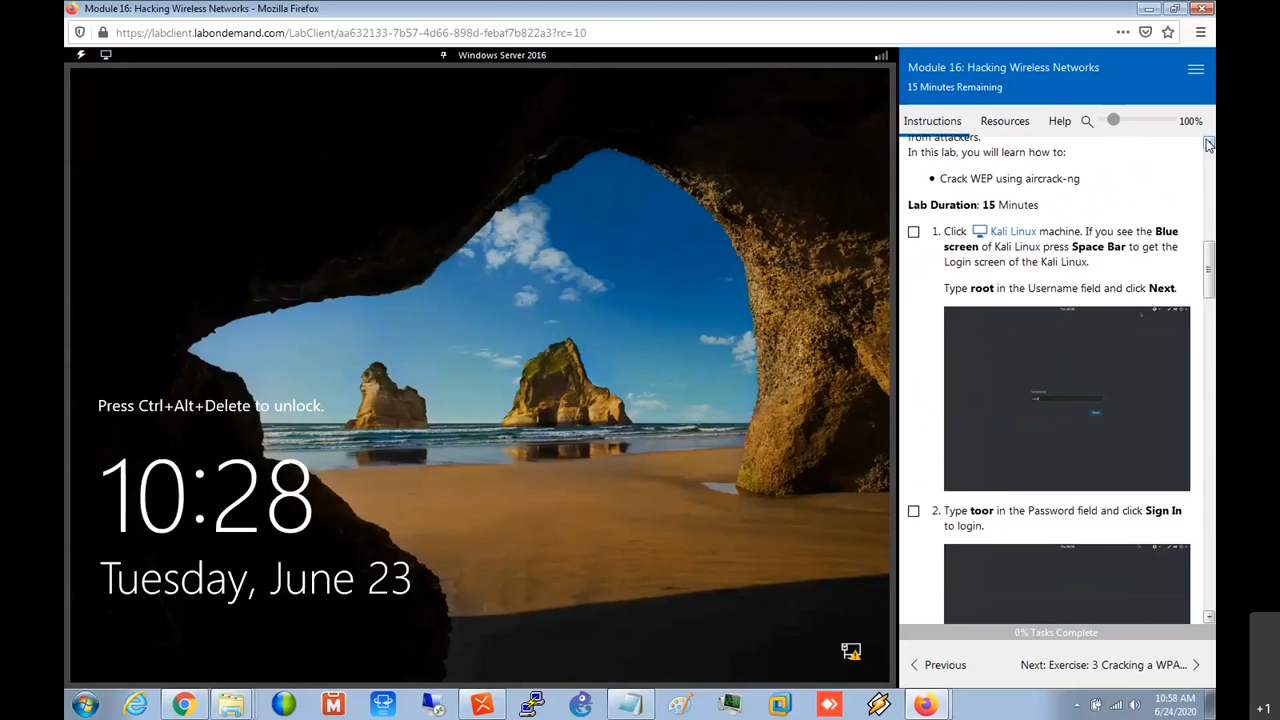 Module 16: Hacking Wireless Networks - Mozilla Firefox
https://labclient.labondemand.com/LabClient/aa632133-7b57-4d66-895d-febaf7b822a3?rc=10
Windows Server 2016
Module 16: Hacking Wireless Networks
15 Minutes Remaining
Instructions Resources Help 100%
from attackers.
In this lab, you will learn how to:
• Crack WEP using aircrack-ng
Lab Duration: 15 Minutes
1. Click Kali Linux machine. If you see the Blue
screen of Kali Linux press Space Bar to get the
Login screen of the Kali Linux.
Type root in the Username field and click Next.
2. Type toor in the Password field and click Sign In
to login.
0% Tasks Complete
Previous
Next: Exercise: 3 Cracking a WPA...
Press Ctrl+Alt+Delete to unlock.
10:28
Tuesday, June 23
10:58 AM
6/24/2020
+1